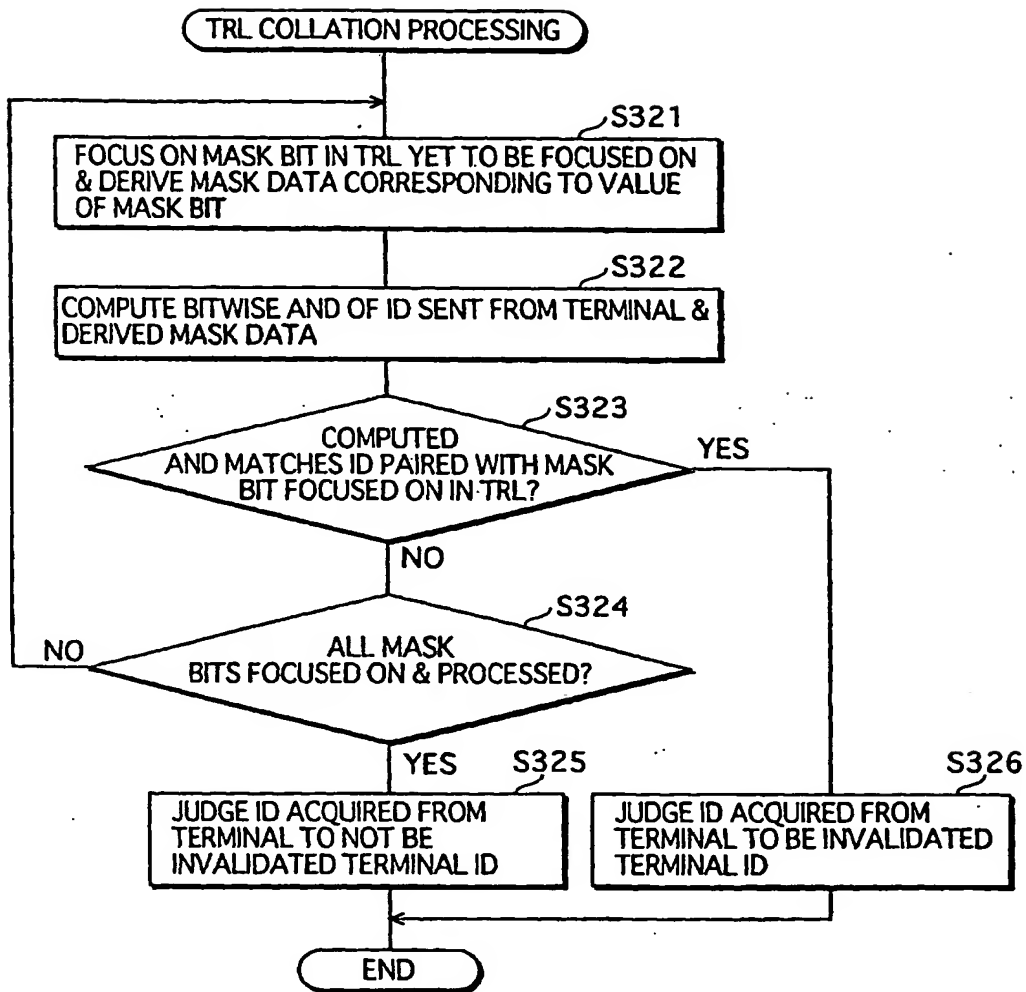 TRL COLLATION PROCESSING
S321
FOCUS ON MASK BIT IN TRL YET TO BE FOCUSED ON
& DERIVE MASK DATA CORRESPONDING TO VALUE
OF MASK BIT
S322
COMPUTE BITWISE AND OF ID SENT FROM TERMINAL &
DERIVED MASK DATA
S323
COMPUTED
AND MATCHES ID PAIRED WITH MASK
BIT FOCUSED ON IN TRL?
YES
NO
S324
ALL MASK
BITS FOCUSED ON & PROCESSED?
NO
YES
S325
JUDGE ID ACQUIRED FROM
TERMINAL TO NOT BE
INVALIDATED TERMINAL ID
S326
JUDGE ID ACQUIRED FROM
TERMINAL TO BE INVALIDATED
TERMINAL ID
END